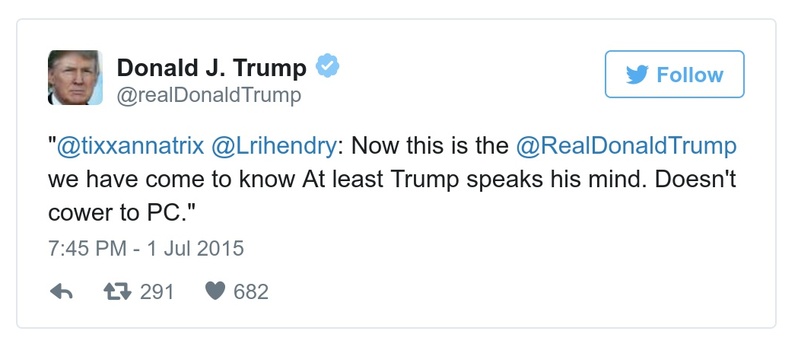 Donald J. Trump
@realDonaldTrump
Follow
"@tixxannatrix @Lrihendry: Now this is the @RealDonaldTrump
we have come to know At least Trump speaks his mind. Doesn't
cower to PC."
7:45 PM - 1 Jul 2015
291 682